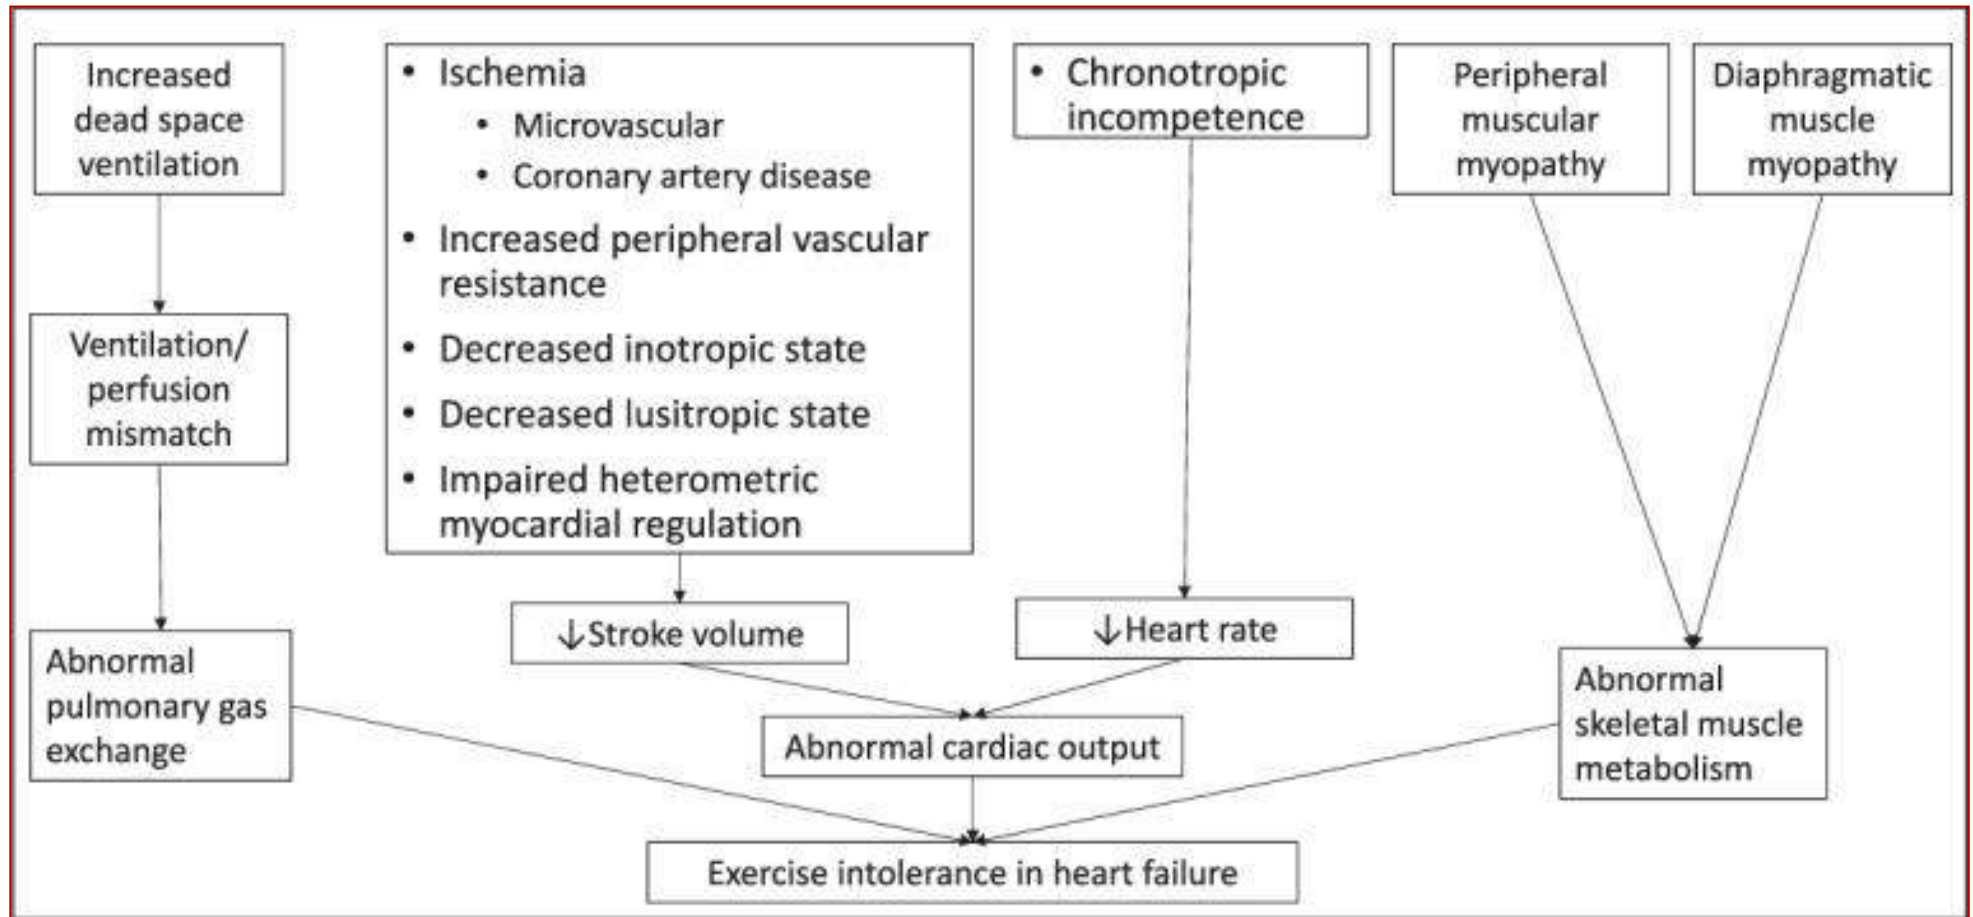 Increased
dead space
ventilation
• Ischemia
• Microvascular
• Coronary artery disease
• Increased peripheral vascular
resistance
• Decreased inotropic state
• Decreased lusitropic state
• Impaired heterometric
myocardial regulation
• Chronotropic
incompetence
Peripheral
muscular
myopathy
Diaphragmatic
muscle
myopathy
Ventilation/
perfusion
mismatch
↓Stroke volume
↓Heart rate
Abnormal
pulmonary gas
exchange
Abnormal cardiac output
Abnormal
skeletal muscle
metabolism
Exercise intolerance in heart failure